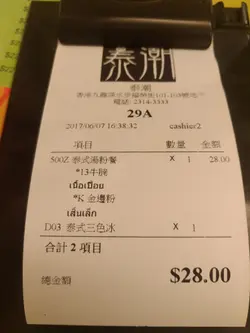 泰潮
泰潮
電話: 2314-3333
29A
2017/06/07 16:38:32 cashier2
項目 數量 金額
500Z 泰式湯粉餐 X 1 28.00
*13牛腩
เนื้อเปื่อย
*K 金邊粉
เส้นเล็ก
D03 泰式三色冰 X 1
合計 2 項目
總金額 $28.00